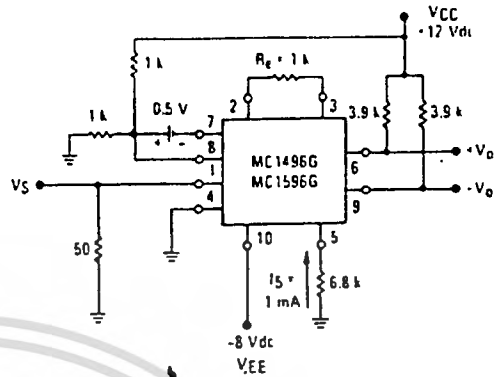 VCC
+12 Vdc
1 k
Re = 1 k
2
3
3.9 k
3.9 k
1 k
0.5 V
+ -
7
8
1
4
MC1496G
MC1596G
6
9
+Vo
-Vo
VS
50
10
5
I5 =
1 mA
6.8 k
-8 Vdc
VEE